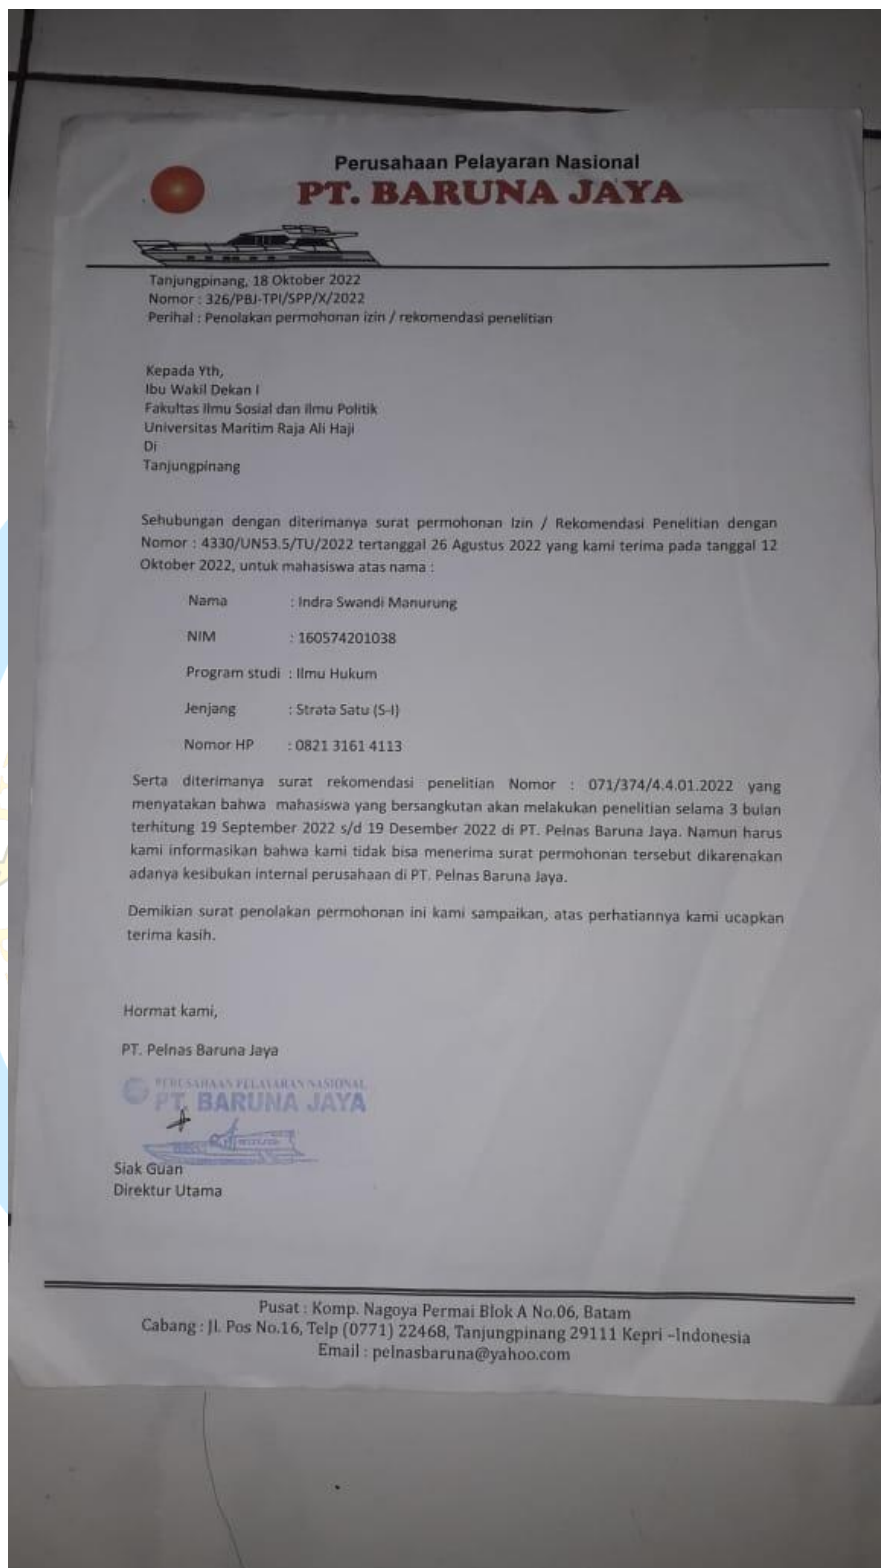 Perusahaan Pelayaran Nasional
PT. BARUNA JAYA
Tanjungpinang, 18 Oktober 2022
Nomor : 326/PBJ-TPI/SPP/X/2022
Perihal : Penolakan permohonan izin / rekomendasi penelitian
Kepada Yth,
Ibu Wakil Dekan I
Fakultas Ilmu Sosial dan Ilmu Politik
Universitas Maritim Raja Ali Haji
Di
Tanjungpinang
Sehubungan dengan diterimanya surat permohonan Izin / Rekomendasi Penelitian dengan
Nomor : 4330/UN53.5/TU/2022 tertanggal 26 Agustus 2022 yang kami terima pada tanggal 12
Oktober 2022, untuk mahasiswa atas nama :
Nama : Indra Swandi Manurung
NIM : 160574201038
Program studi : Ilmu Hukum
Jenjang : Strata Satu (S-I)
Nomor HP : 0821 3161 4113
Serta diterimanya surat rekomendasi penelitian Nomor : 071/374/4.4.01.2022 yang
menyatakan bahwa mahasiswa yang bersangkutan akan melakukan penelitian selama 3 bulan
terhitung 19 September 2022 s/d 19 Desember 2022 di PT. Pelnas Baruna Jaya. Namun harus
kami informasikan bahwa kami tidak bisa menerima surat permohonan tersebut dikarenakan
adanya kesibukan internal perusahaan di PT. Pelnas Baruna Jaya.
Demikian surat penolakan permohonan ini kami sampaikan, atas perhatiannya kami ucapkan
terima kasih.
Hormat kami,
PT. Pelnas Baruna Jaya
PERUSAHAAN PELAYARAN NASIONAL
PT. BARUNA JAYA
Siak Guan
Direktur Utama
Pusat : Komp. Nagoya Permai Blok A No.06, Batam
Cabang : Jl. Pos No.16, Telp (0771) 22468, Tanjungpinang 29111 Kepri –Indonesia
Email : pelnasbaruna@yahoo.com